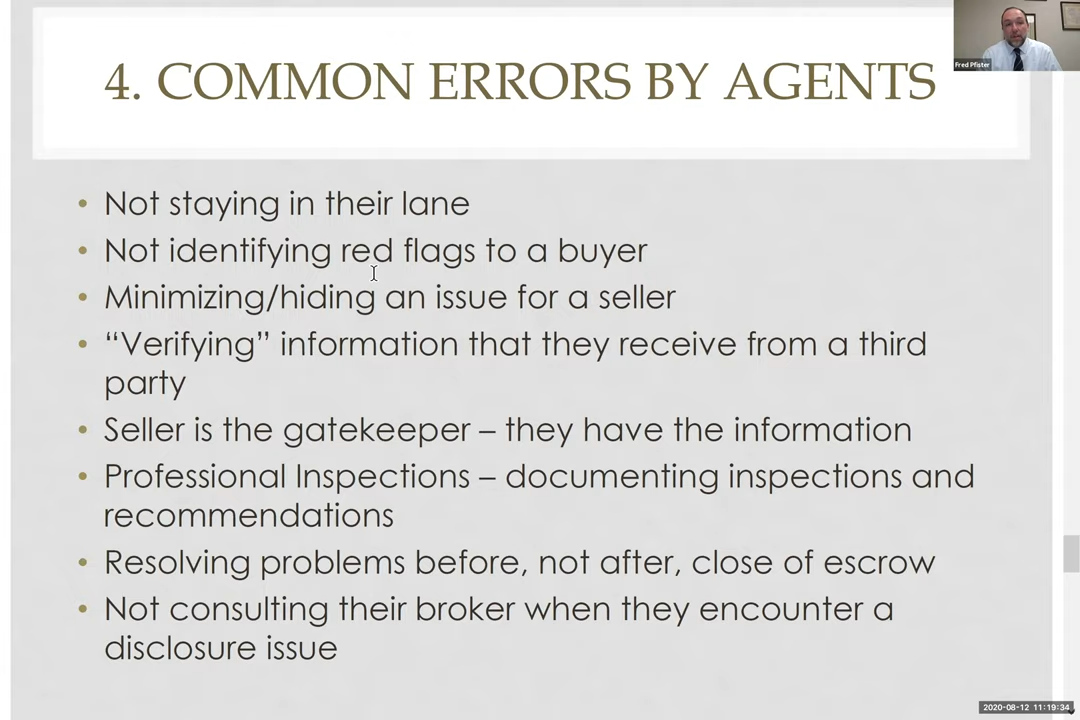 4. COMMON ERRORS BY AGENTS
Fred Pfister
• Not staying in their lane
• Not identifying red flags to a buyer
• Minimizing/hiding an issue for a seller
• “Verifying” information that they receive from a third
party
• Seller is the gatekeeper – they have the information
• Professional Inspections – documenting inspections and
recommendations
• Resolving problems before, not after, close of escrow
• Not consulting their broker when they encounter a
disclosure issue
2020-08-12 11:19:34